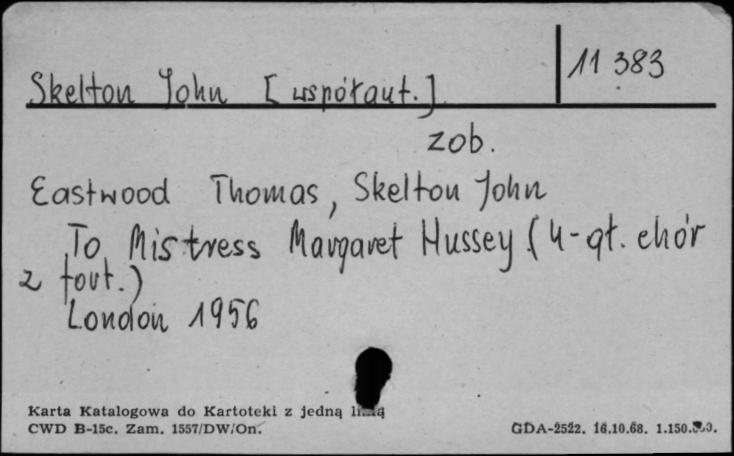 Skelton John [współaut.]
11 383
zob.
Eastwood Thomas, Skelton John
To Mistress Margaret Hussey (4-gł. chór
z fort.)
London 1956
Karta Katalogowa do Kartoteki z jedną linią
CWD B-15c. Zam. 1557/DW/On.
GDA-2522. 16.10.68. 1.150.